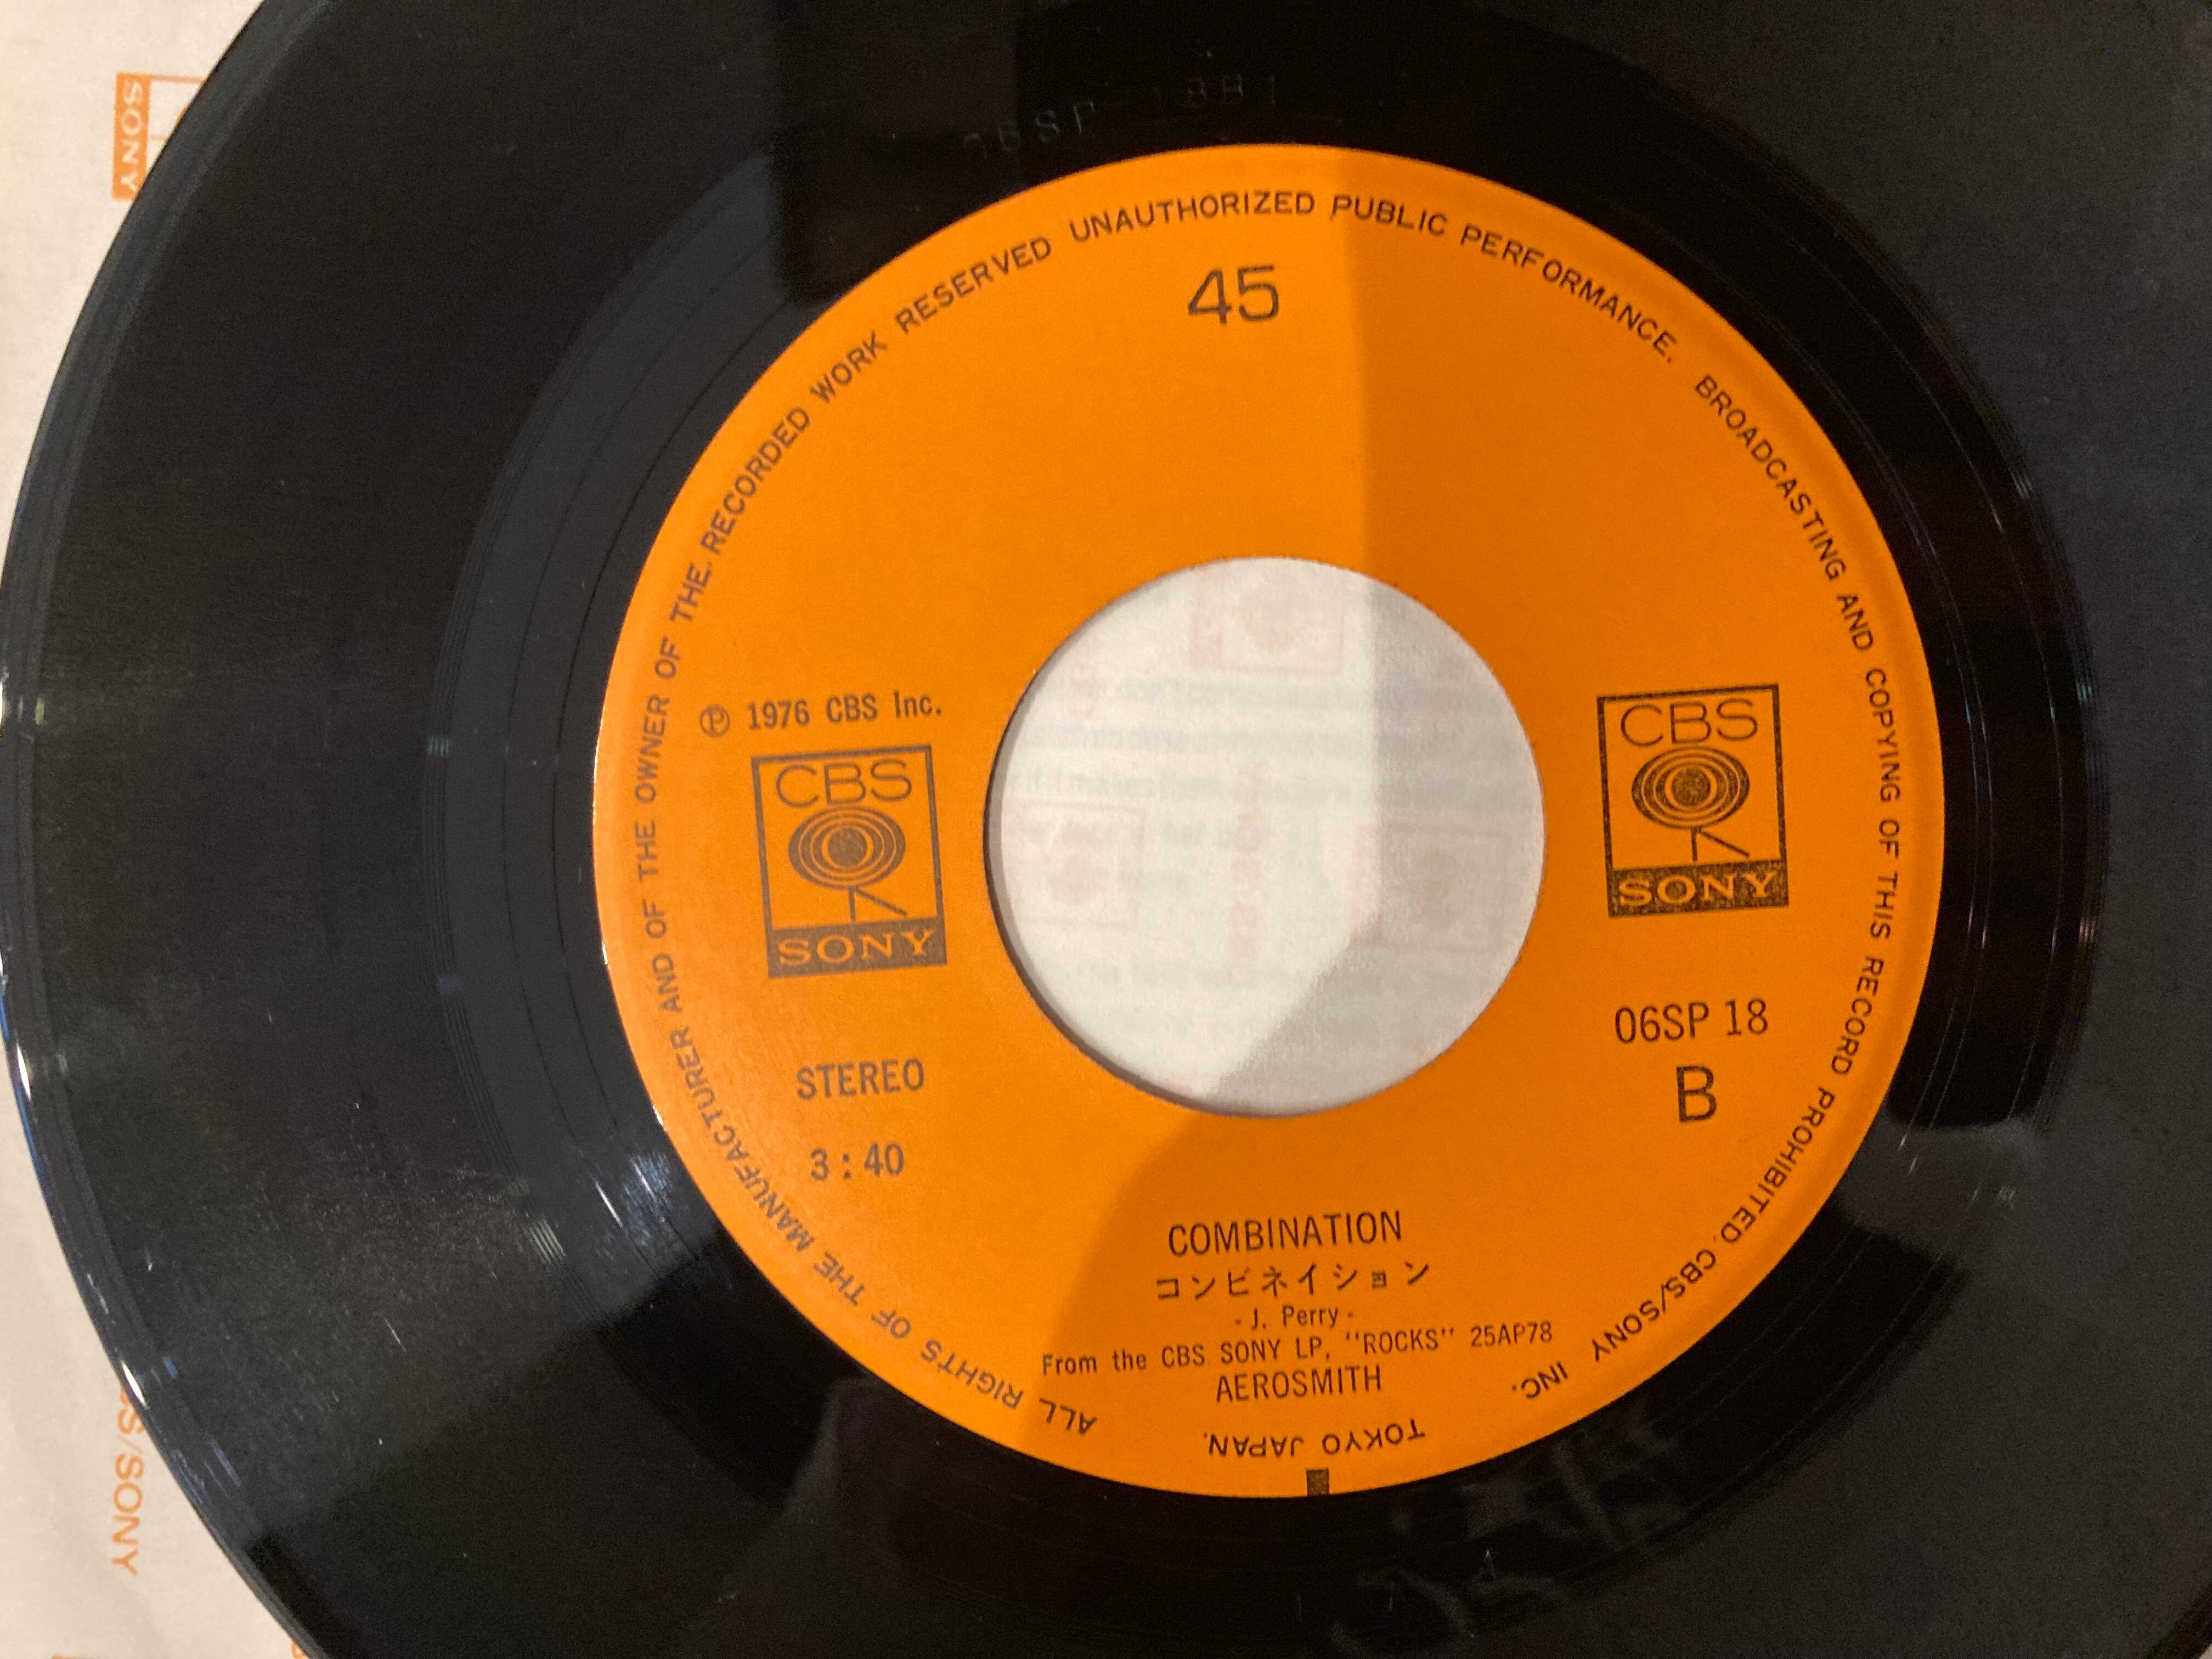 ALL RIGHTS OF THE MANUFACTURER AND OF THE OWNER OF THE. RECORDED WORK RESERVED UNAUTHORIZED PUBLIC PERFORMANCE. BROADCASTING AND COPYING OF THIS RECORD PROHIBITED. CBS/SONY INC. TOKYO JAPAN.
45
℗ 1976 CBS Inc.
CBS
SONY
CBS
SONY
STEREO
3:40
06SP 18
B
COMBINATION
コンビネイション
- J. Perry -
From the CBS SONY LP, "ROCKS" 25AP78
AEROSMITH
SONY
/SONY